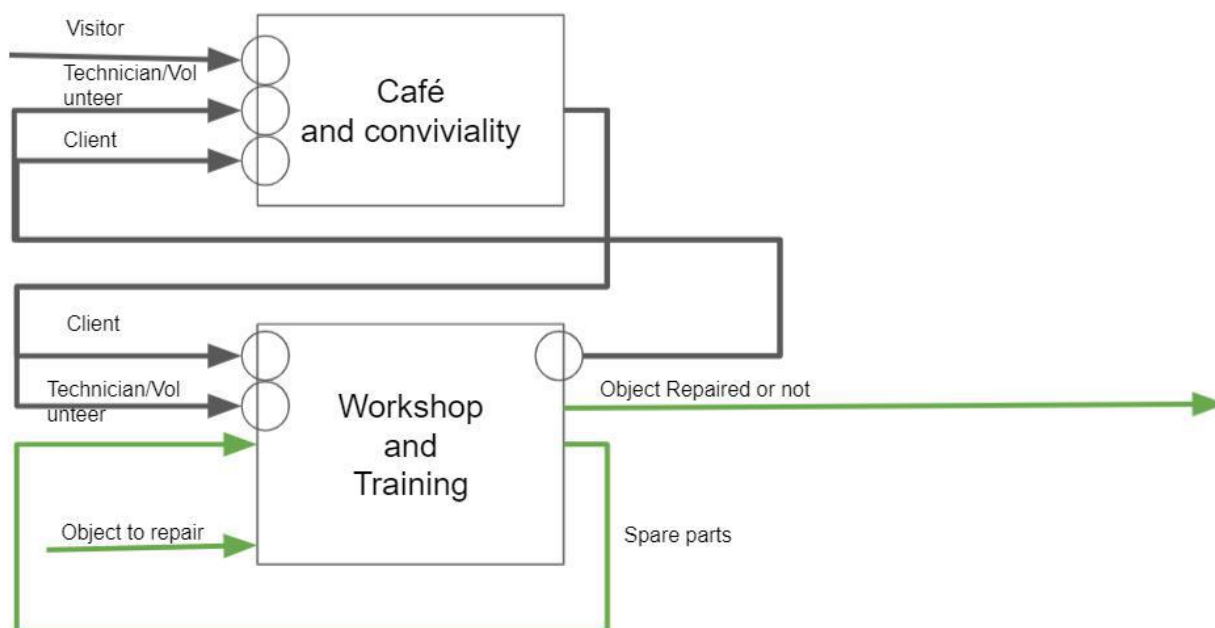 Visitor
Technician/Vol
unteer
Client
Café
and conviviality
Client
Technician/Vol
unteer
Workshop
and
Training
Object Repaired or not
Object to repair
Spare parts